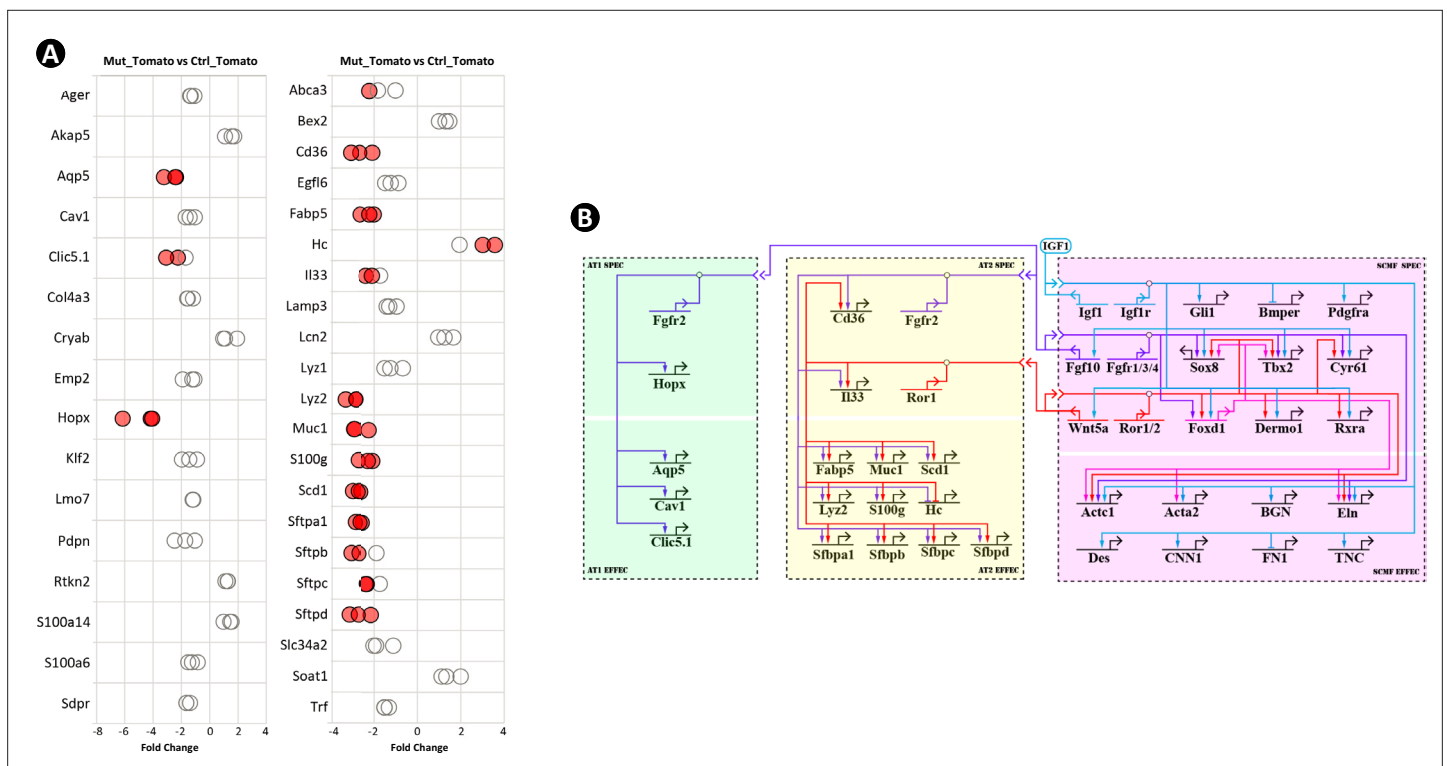 A
Mut_Tomato vs Ctrl_Tomato
Ager
Akap5
Aqp5
Cav1
Clic5.1
Col4a3
Cryab
Emp2
Hopx
Klf2
Lmo7
Pdpn
Rtkn2
S100a14
S100a6
Sdpr
-8 -6 -4 -2 0 2 4
Fold Change
Mut_Tomato vs Ctrl_Tomato
Abca3
Bex2
Cd36
Egfl6
Fabp5
Hc
Il33
Lamp3
Lcn2
Lyz1
Lyz2
Muc1
S100g
Scd1
Sftpa1
Sftpb
Sftpc
Sftpd
Slc34a2
Soat1
Trf
-4 -2 0 2 4
Fold Change
B
AT1 SPEC
Fgfr2
Hopx
Aqp5
Cav1
Clic5.1
AT1 EFFEC
AT2 SPEC
Cd36 Fgfr2
Il33 Ror1
Fabp5 Muc1 Scd1
Lyz2 S100g Hc
Sfbpa1 Sfbpb Sfbpc Sfbpd
AT2 EFFEC
IGF1
SCMF SPEC
Igf1 Igf1r Gli1 Bmper Pdgfra
Fgf10 Fgfr1/3/4 Sox8 Tbx2 Cyr61
Wnt5a Ror1/2 Foxd1 Dermo1 Rxra
Actc1 Acta2 BGN Eln
Des CNN1 FN1 TNC
SCMF EFFEC